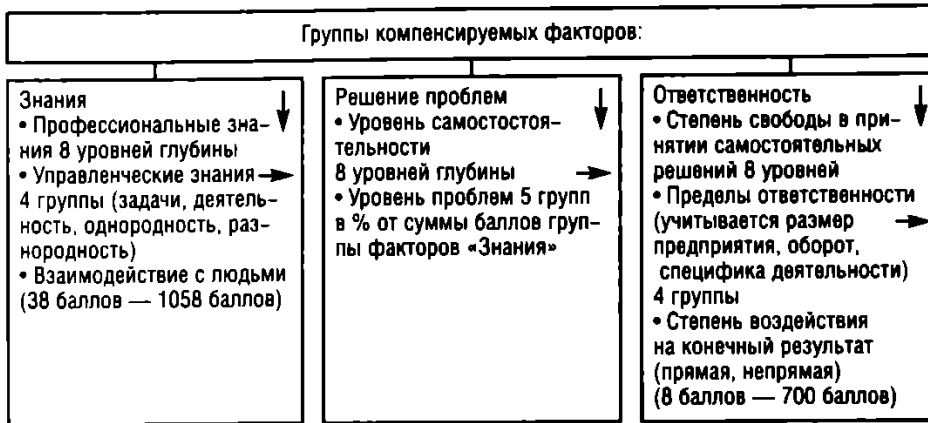 Группы компенсируемых факторов:
Знания
• Профессиональные зна-
ния 8 уровней глубины
• Управленческие знания
4 группы (задачи, деятель-
ность, однородность, раз-
нородность)
• Взаимодействие с людьми
(38 баллов — 1058 баллов)
Решение проблем
• Уровень самостостоя-
тельности
8 уровней глубины
• Уровень проблем 5 групп
в % от суммы баллов груп-
пы факторов «Знания»
Ответственность
• Степень свободы в при-
нятии самостоятельных
решений 8 уровней
• Пределы ответственности
(учитывается размер
предприятия, оборот,
специфика деятельности)
4 группы
• Степень воздействия
на конечный результат
(прямая, непрямая)
(8 баллов — 700 баллов)